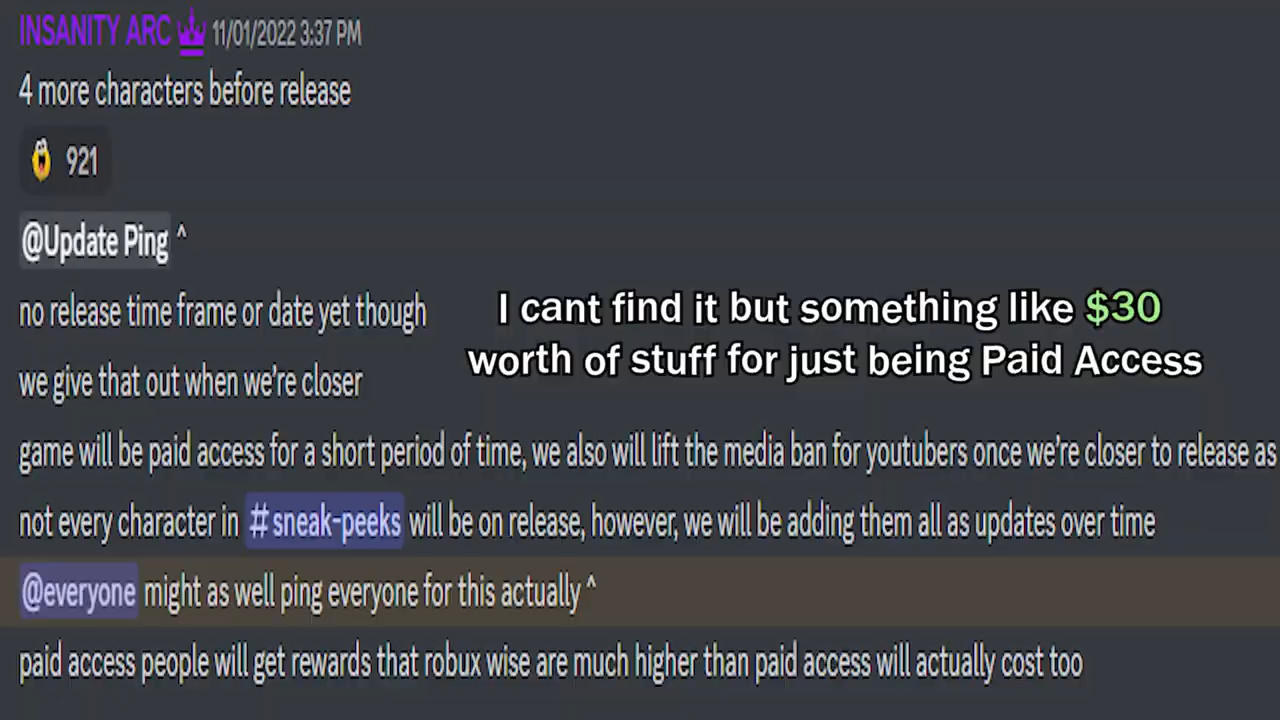 INSANITY ARC 11/01/2022 3:37 PM
4 more characters before release
921
@Update Ping ^
no release time frame or date yet though
I cant find it but something like $30
worth of stuff for just being Paid Access
we give that out when we're closer
game will be paid access for a short period of time, we also will lift the media ban for youtubers once we're closer to release as
not every character in #sneak-peeks will be on release, however, we will be adding them all as updates over time
@everyone might as well ping everyone for this actually ^
paid access people will get rewards that robux wise are much higher than paid access will actually cost too